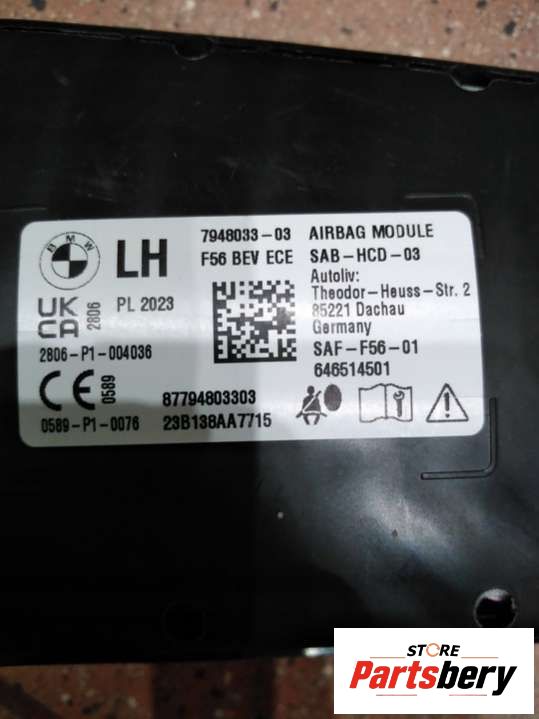 BMW
LH
7948033-03 AIRBAG MODULE
F56 BEV ECE SAB-HCD-03
Autoliv:
Theodor-Heuss-Str. 2
85221 Dachau
Germany
SAF-F56-01
646514501
UK
CA
2806
PL 2023
2806-P1-004036
CE
0589
0589-P1-0076
87794803303
23B138AA7715
STORE
Partsbery